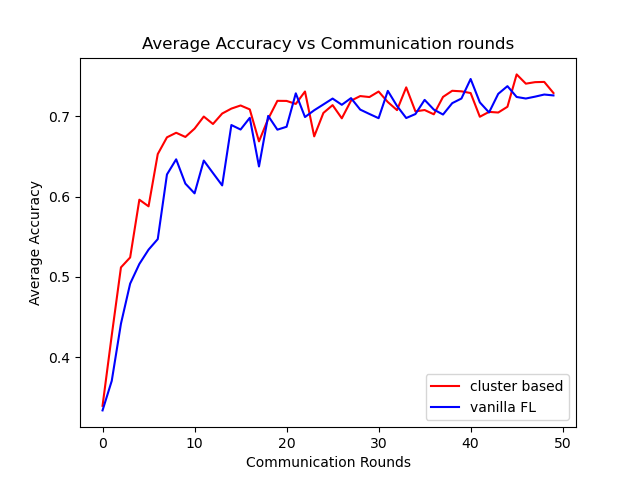 Average Accuracy vs Communication rounds
Average Accuracy
0.7
0.6
0.5
0.4
0 10 20 30 40 50
Communication Rounds
cluster based
vanilla FL